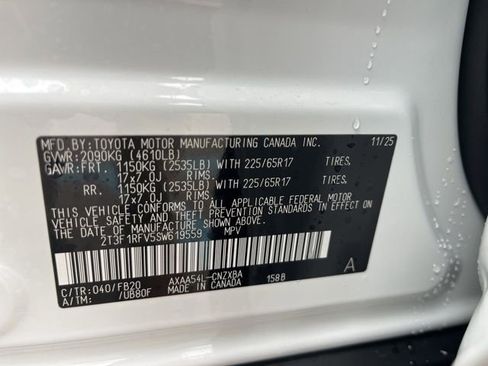 MFD.BY:TOYOTA MOTOR MANUFACTURING CANADA INC. 11/25
GVWR:2090KG (4610LB)
GAWR:FRT. 1150KG (2535LB) WITH 225/65R17 TIRES.
17x7.0J RIMS.
RR. 1150KG (2535LB) WITH 225/65R17 TIRES.
17x7.0J RIMS.
THIS VEHICLE CONFORMS TO ALL APPLICABLE FEDERAL MOTOR
VEHICLE SAFETY AND THEFT PREVENTION STANDARDS IN EFFECT ON
THE DATE OF MANUFACTURE SHOWN ABOVE.
2T3F1RFV5SW619559 MPV
C/TR:040/FB20 AXAA54L-CNZXBA A
A/TM: /UB80F MADE IN CANADA 158B